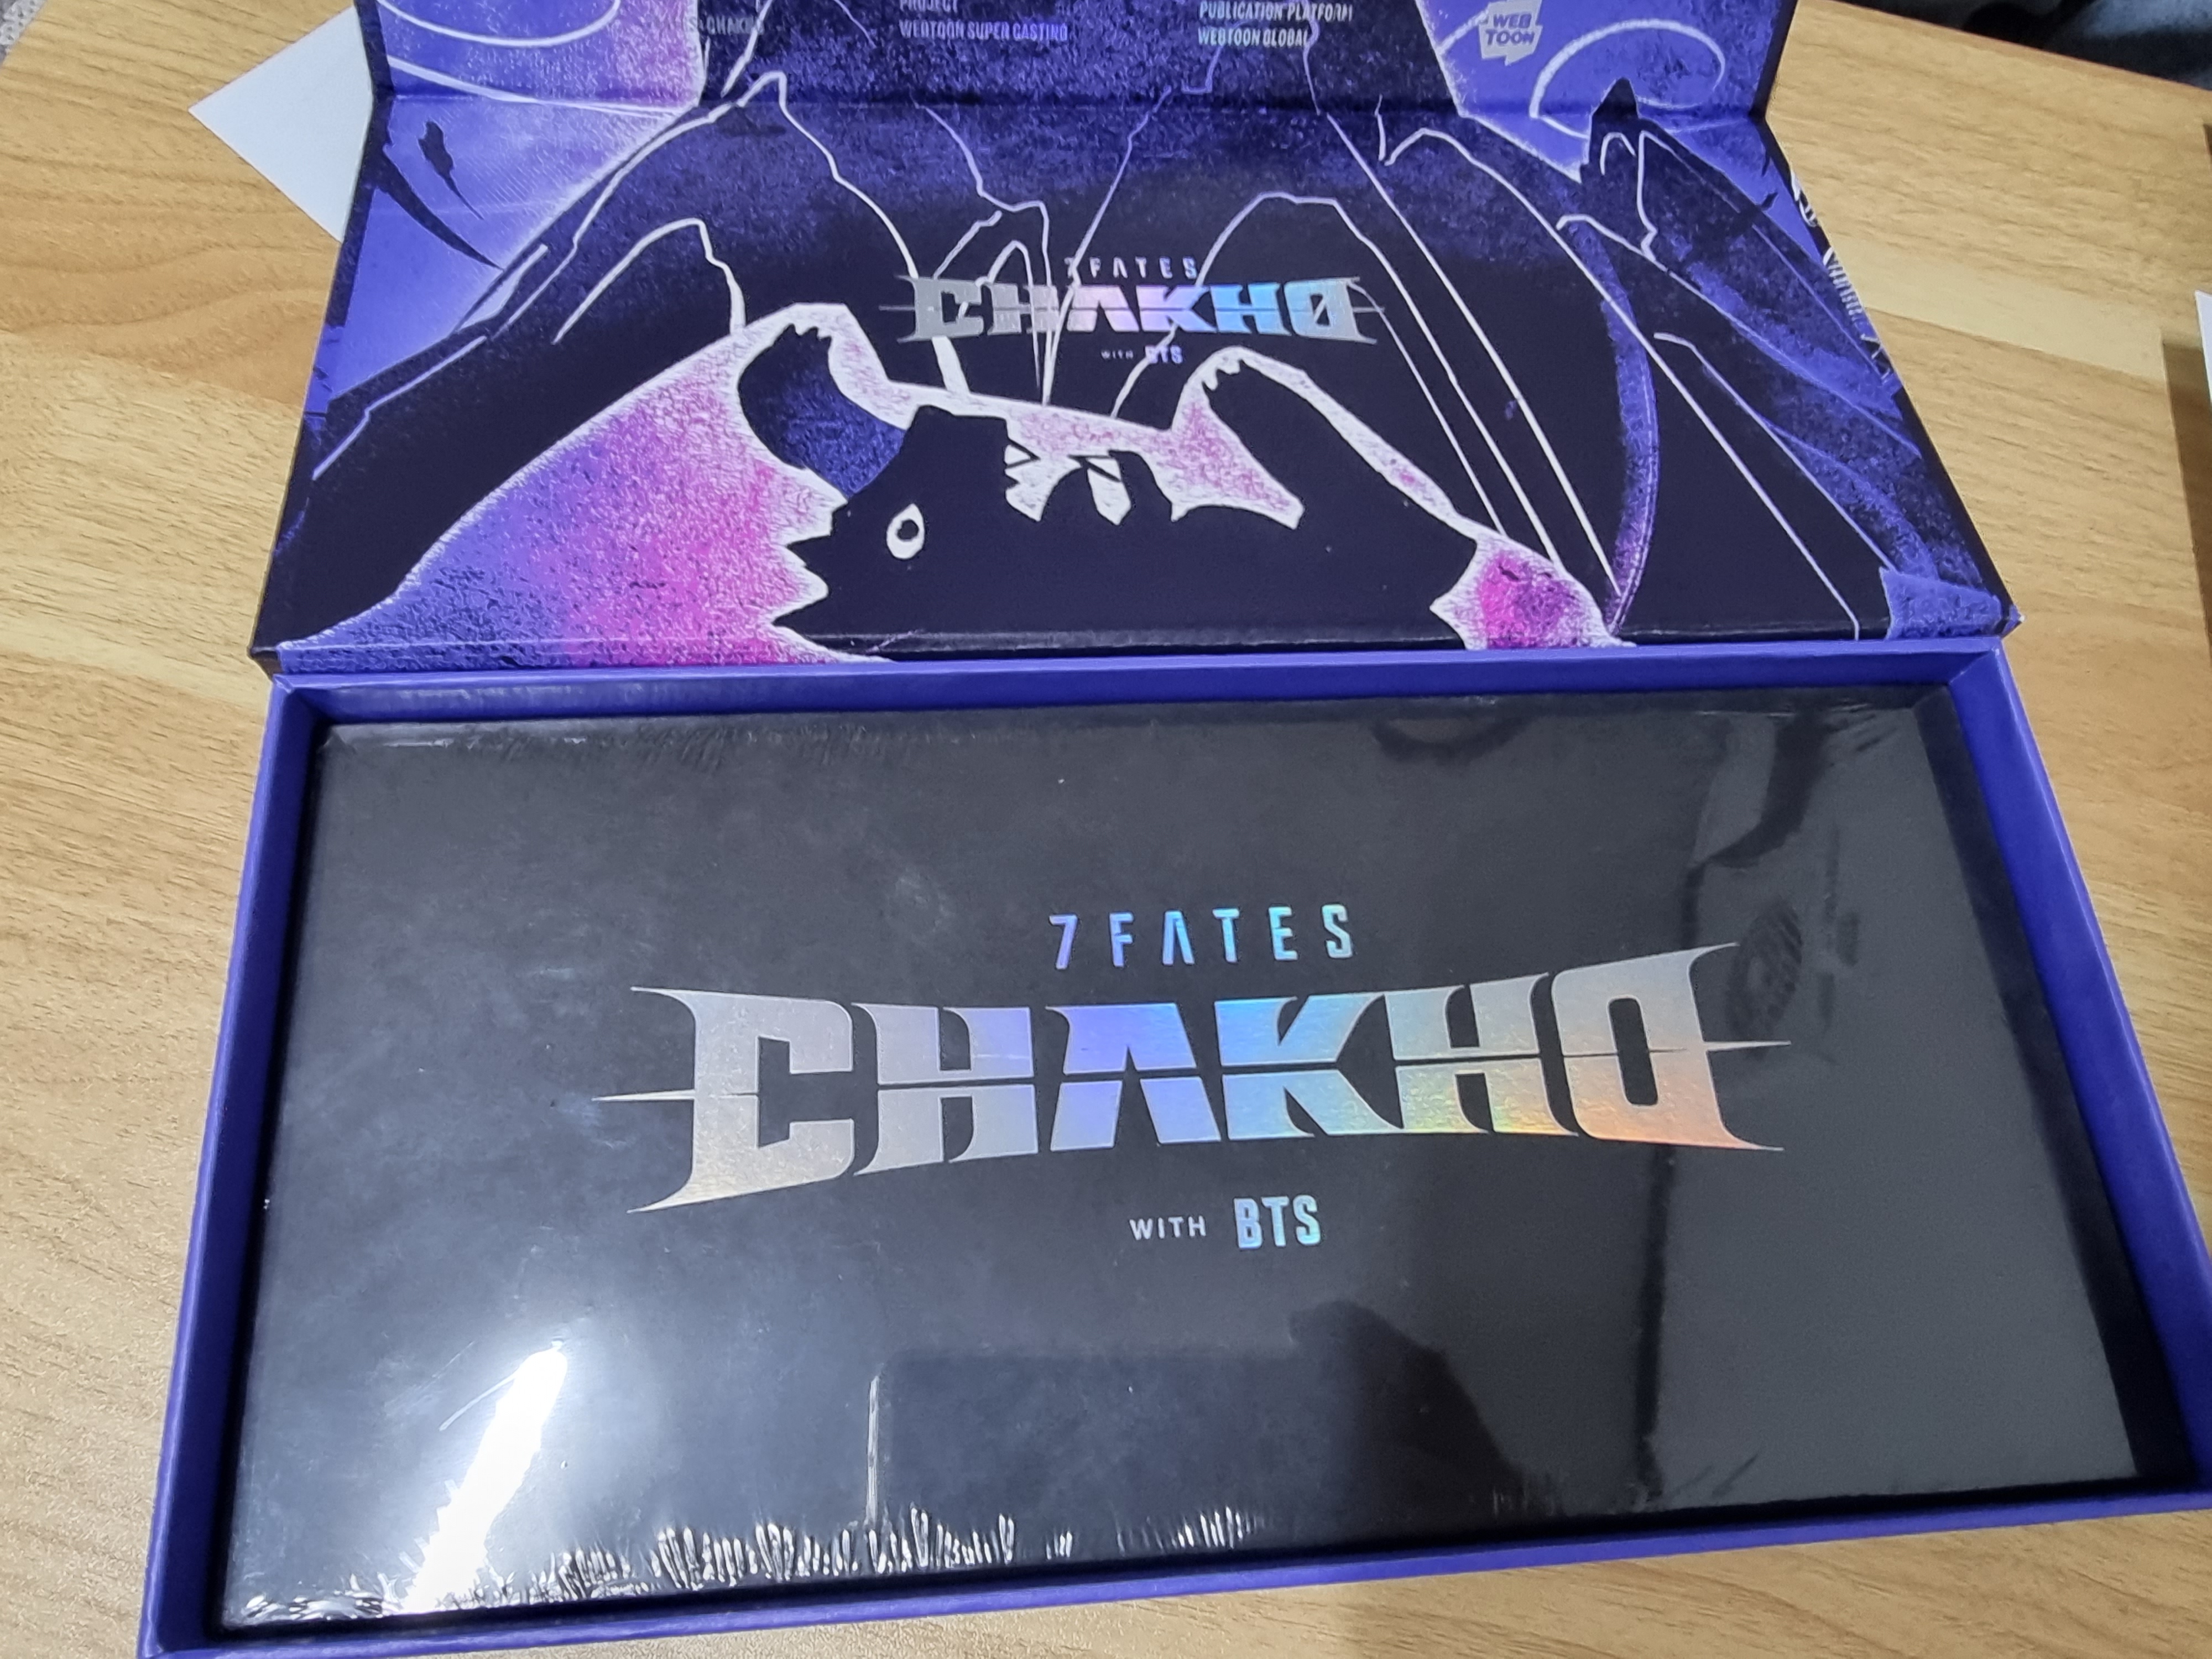 PROJECT
WEBTOON SUPER CASTING
PUBLICATION PLATFORM
WEBTOON GLOBAL
WEB
TOON
7FATES
CHAKHO
WITH BTS
7FATES
CHAKHO
WITH BTS